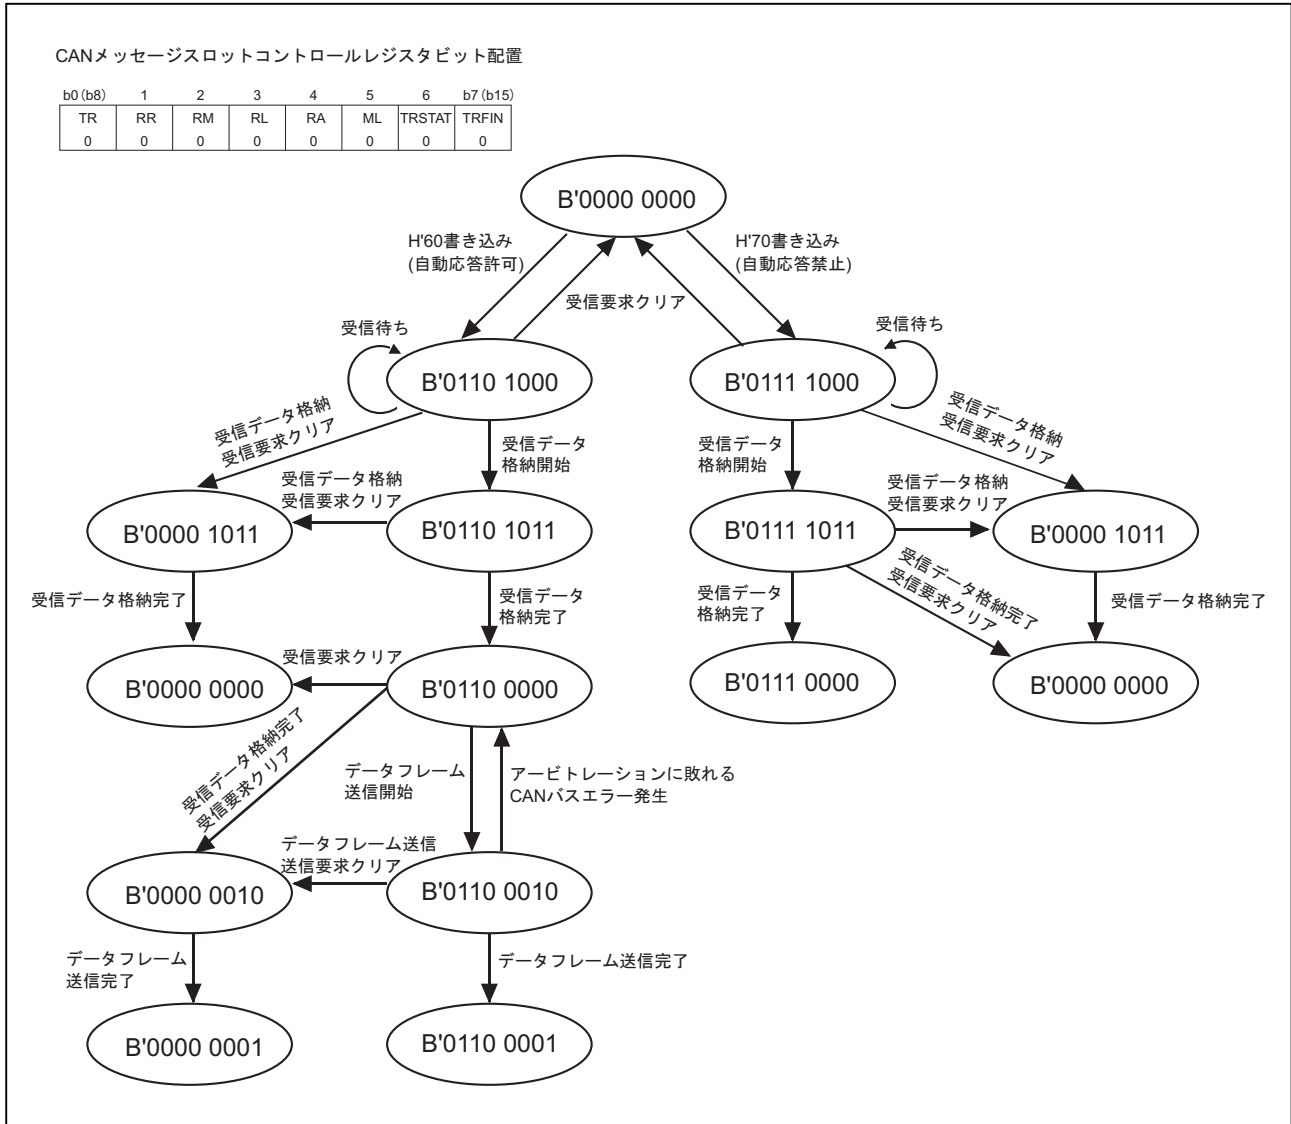 CANメッセージスロットコントロールレジスタビット配置
b0 (b8) 1 2 3 4 5 6 b7 (b15)
TR RR RM RL RA ML TRSTAT TRFIN
0 0 0 0 0 0 0 0
B'0000 0000
H'60書き込み
(自動応答許可)
H'70書き込み
(自動応答禁止)
受信要求クリア
受信待ち
受信待ち
B'0110 1000
B'0111 1000
受信データ格納
受信要求クリア
受信データ
格納開始
受信データ
格納開始
受信データ格納
受信要求クリア
受信データ格納
受信要求クリア
受信データ格納
受信要求クリア
B'0000 1011
B'0110 1011
B'0111 1011
B'0000 1011
受信データ格納完了
受信データ
格納完了
受信データ
格納完了
受信データ格納完了
受信要求クリア
受信データ格納完了
受信要求クリア
B'0000 0000
B'0110 0000
B'0111 0000
B'0000 0000
受信データ格納完了
受信要求クリア
データフレーム
送信開始
アービトレーションに敗れる
CANバスエラー発生
データフレーム送信
送信要求クリア
B'0000 0010
B'0110 0010
データフレーム
送信完了
データフレーム送信完了
B'0000 0001
B'0110 0001